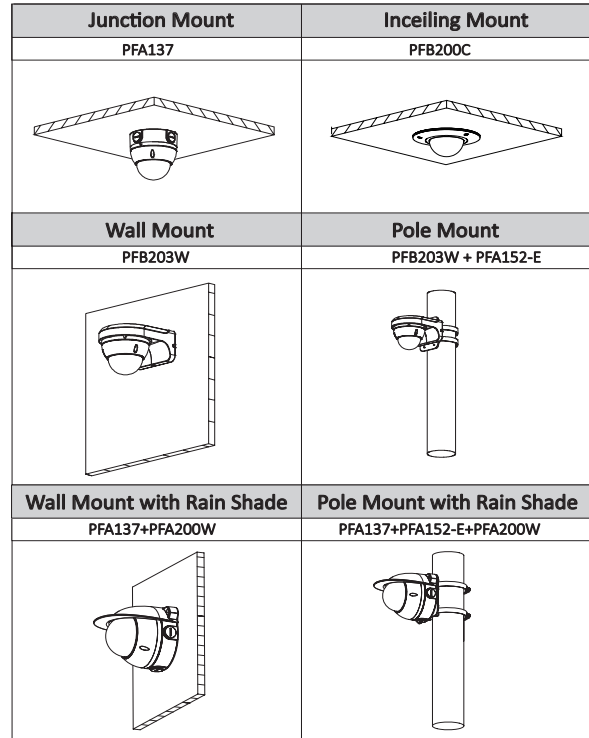 Junction Mount
Inceiling Mount
PFA137
PFB200C
Wall Mount
Pole Mount
PFB203W
PFB203W + PFA152-E
Wall Mount with Rain Shade
Pole Mount with Rain Shade
PFA137+PFA200W
PFA137+PFA152-E+PFA200W